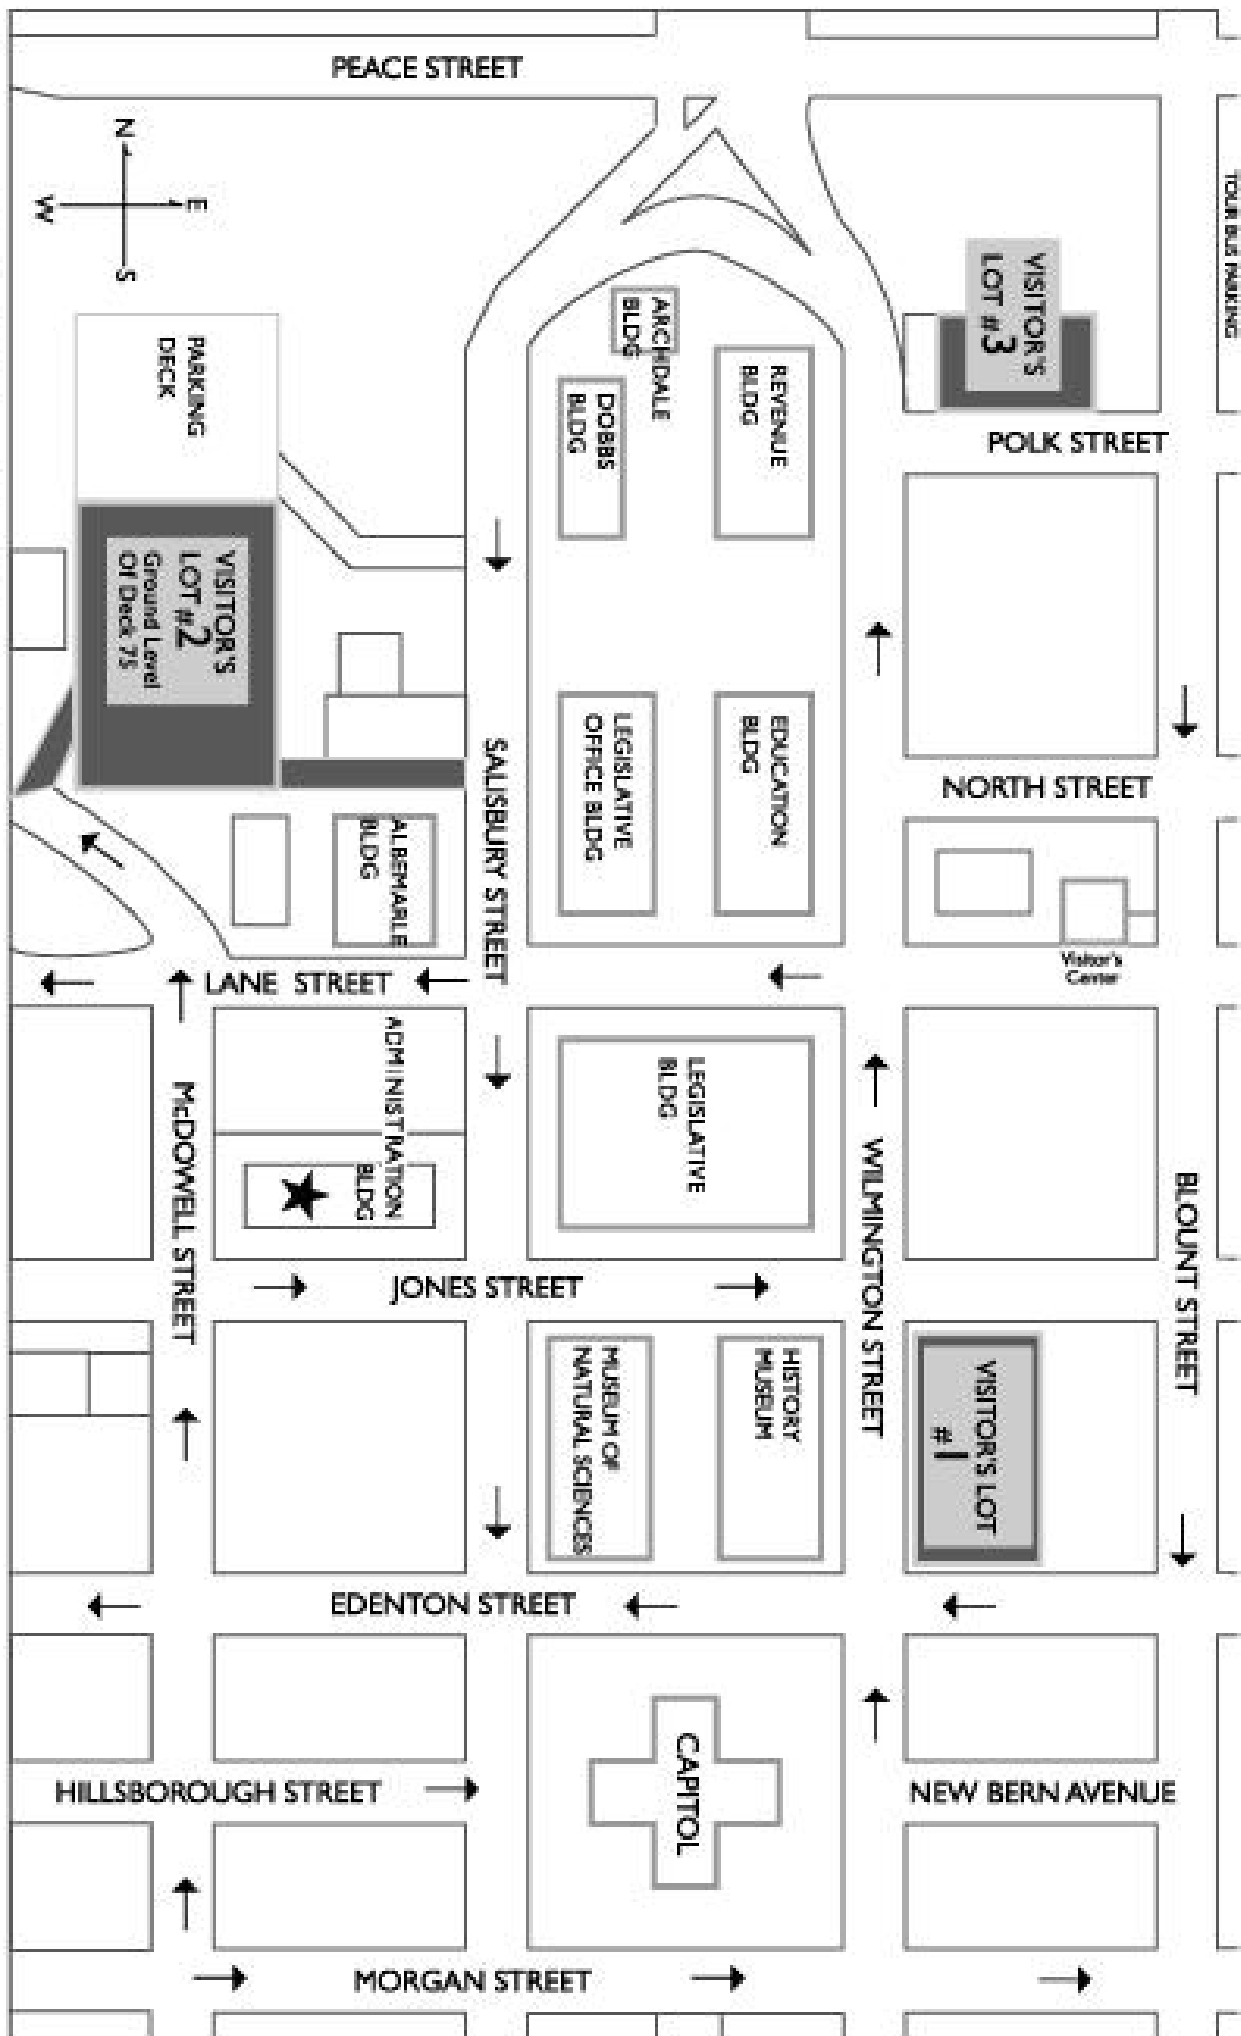 PEACE STREET
TOUR BUS PARKING
N
E
W
S
VISITOR'S
LOT #3
ARCHDALE
BLDG
REVENUE
BLDG
DOBBS
BLDG
PARKING
DECK
POLK STREET
VISITOR'S
LOT #2
Ground Level
Of Deck 75
LEGISLATIVE
OFFICE BLDG
EDUCATION
BLDG
SALISBURY STREET
NORTH STREET
ALBEMARLE
BLDG
Visitor's
Center
LANE STREET
ADMINISTRATION
BLDG
LEGISLATIVE
BLDG
McDOWELL STREET
WILMINGTON STREET
BLOUNT STREET
JONES STREET
MUSEUM OF
NATURAL SCIENCES
HISTORY
MUSEUM
VISITOR'S LOT
#1
EDENTON STREET
CAPITOL
HILLSBOROUGH STREET
NEW BERN AVENUE
MORGAN STREET